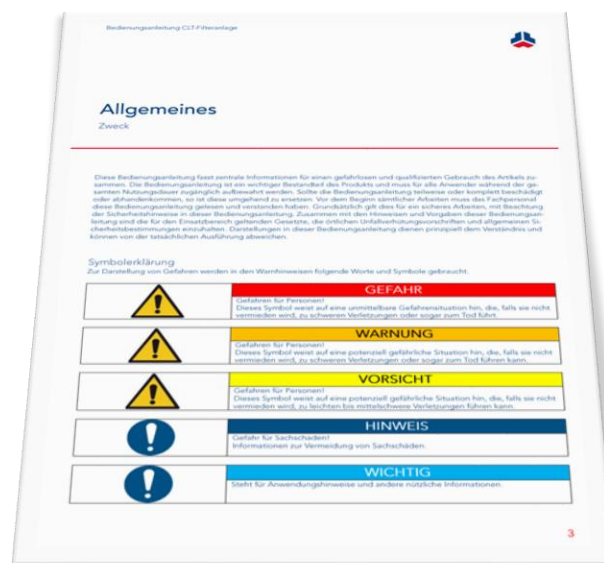 Bedienungsanleitung CLT-Filteranlage
Allgemeines
Zweck
Diese Bedienungsanleitung fasst zentrale Informationen für einen gefahrlosen und qualifizierten Gebrauch des Artikels zu-
sammen. Die Bedienungsanleitung ist ein wichtiger Bestandteil des Produkts und muss für alle Anwender während der ge-
samten Nutzungsdauer zugänglich aufbewahrt werden. Sollte die Bedienungsanleitung teilweise oder komplett beschädigt
oder abhandenkommen, so ist diese umgehend zu ersetzen. Vor dem Beginn sämtlicher Arbeiten muss das Fachpersonal
diese Bedienungsanleitung gelesen und verstanden haben. Grundsätzlich gilt dies für ein sicheres Arbeiten, mit Beachtung
der Sicherheitshinweise in dieser Bedienungsanleitung. Zusammen mit den Hinweisen und Vorgaben dieser Bedienungsan-
leitung sind die für den Einsatzbereich geltenden Gesetze, die örtlichen Unfallverhütungsvorschriften und allgemeinen Si-
cherheitsbestimmungen einzuhalten. Darstellungen in dieser Bedienungsanleitung dienen prinzipiell dem Verständnis und
können von der tatsächlichen Ausführung abweichen.
Symbolerklärung
Zur Darstellung von Gefahren werden in den Warnhinweisen folgende Worte und Symbole gebraucht.
GEFAHR
Gefahren für Personen!
Dieses Symbol weist auf eine unmittelbare Gefahrensituation hin, die, falls sie nicht
vermieden wird, zu schweren Verletzungen oder sogar zum Tod führt.
WARNUNG
Gefahren für Personen!
Dieses Symbol weist auf eine potenziell gefährliche Situation hin, die, falls sie nicht
vermieden wird, zu schweren Verletzungen oder sogar zum Tod führen kann.
VORSICHT
Gefahren für Personen!
Dieses Symbol weist auf eine potenziell gefährliche Situation hin, die, falls sie nicht
vermieden wird, zu leichten bis mittelschwere Verletzungen führen kann.
HINWEIS
Gefahr für Sachschäden!
Informationen zur Vermeidung von Sachschäden.
WICHTIG
Steht für Anwendungshinweise und andere nützliche Informationen.
3